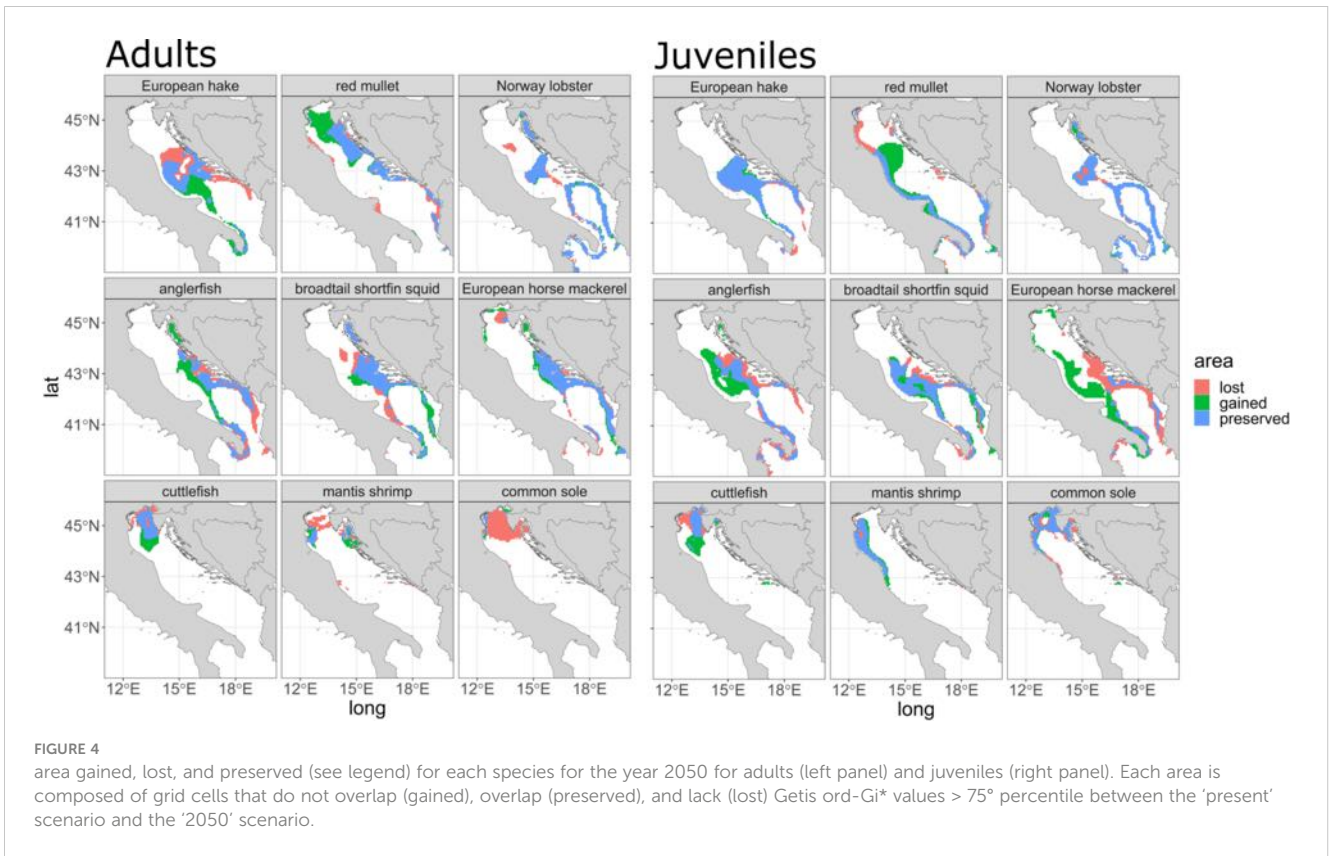 Adults
Juveniles
European hake
red mullet
Norway lobster
European hake
red mullet
Norway lobster
45°N
43°N
41°N
anglerfish
broadtail shortfin squid
European horse mackerel
anglerfish
broadtail shortfin squid
European horse mackerel
45°N
43°N
41°N
lat
area
lost
gained
preserved
cuttlefish
mantis shrimp
common sole
cuttlefish
mantis shrimp
common sole
45°N
43°N
41°N
12°E 15°E 18°E 12°E 15°E 18°E 12°E 15°E 18°E
12°E 15°E 18°E 12°E 15°E 18°E 12°E 15°E 18°E
long
long
FIGURE 4
area gained, lost, and preserved (see legend) for each species for the year 2050 for adults (left panel) and juveniles (right panel). Each area is
composed of grid cells that do not overlap (gained), overlap (preserved), and lack (lost) Getis ord-Gi* values > 75° percentile between the ‘present’
scenario and the ‘2050’ scenario.